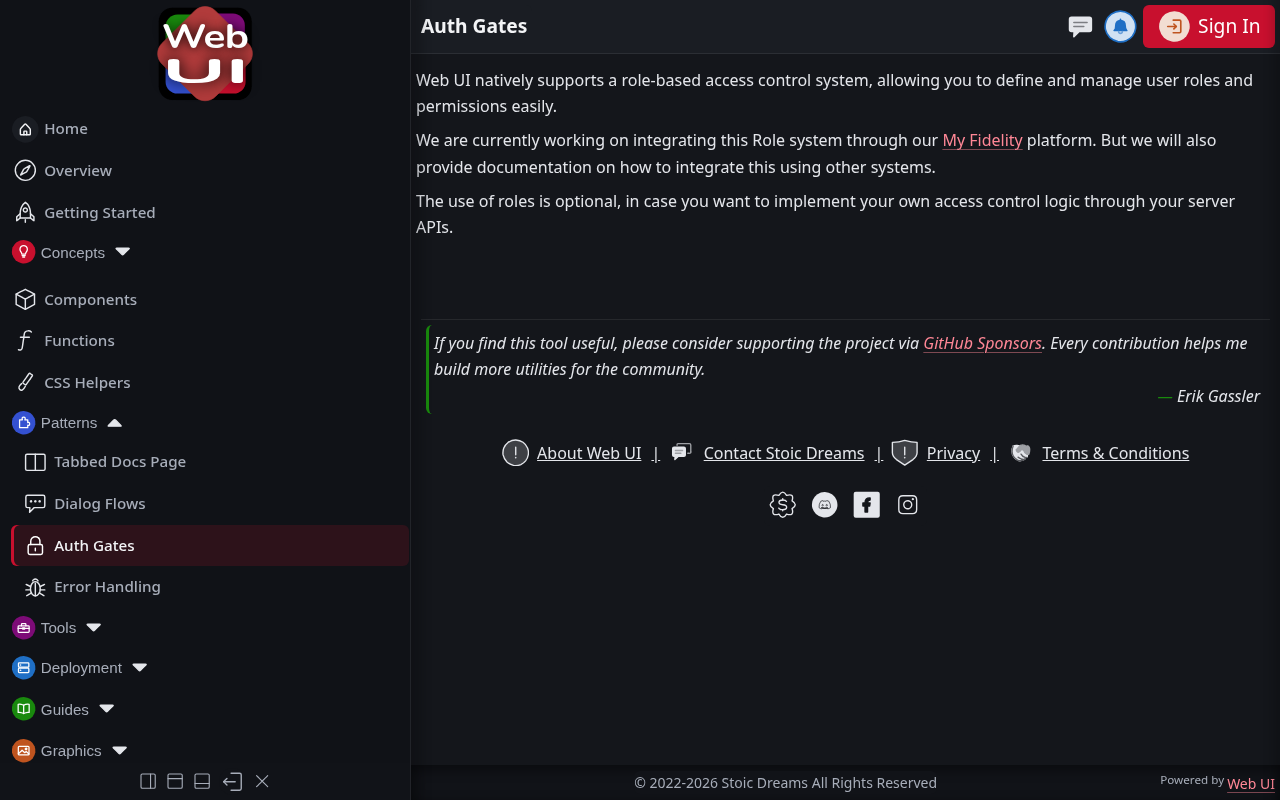 Web
UI
Home
Overview
Getting Started
Concepts
Components
Functions
CSS Helpers
Patterns
Tabbed Docs Page
Dialog Flows
Auth Gates
Error Handling
Tools
Deployment
Guides
Graphics
Auth Gates
Sign In
Web UI natively supports a role-based access control system, allowing you to define and manage user roles and
permissions easily.
We are currently working on integrating this Role system through our My Fidelity platform. But we will also
provide documentation on how to integrate this using other systems.
The use of roles is optional, in case you want to implement your own access control logic through your server
APIs.
If you find this tool useful, please consider supporting the project via GitHub Sponsors. Every contribution helps me
build more utilities for the community.
— Erik Gassler
About Web UI | Contact Stoic Dreams | Privacy | Terms & Conditions
© 2022-2026 Stoic Dreams All Rights Reserved
Powered by Web UI